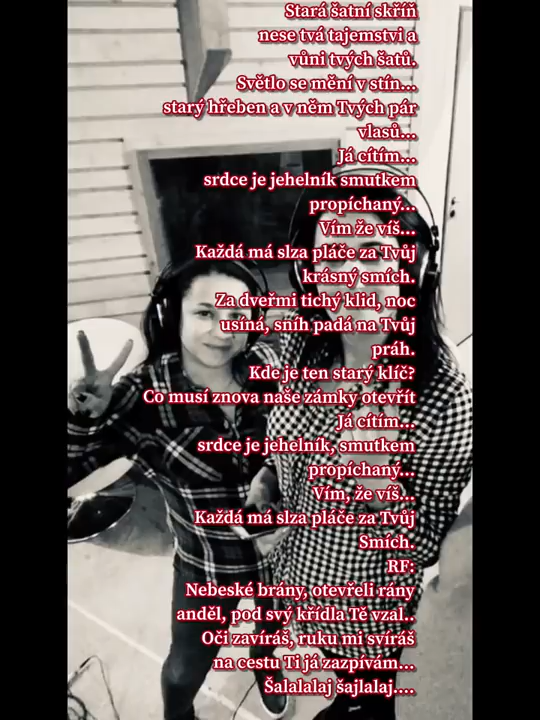 Stará šatní skříň
nese tvá tajemstvi a
vůni tvých šatů.
Světlo se mění v stín...
starý hřeben a v něm Tvých pár
vlasů...
Já cítím...
srdce je jehelník smutkem
propíchaný...
Vím že víš...
Každá má slza pláče za Tvůj
krásný smích.
Za dveřmi tichý klid, noc
usíná, sníh padá na Tvůj
práh.
Kde je ten starý klíč?
Co musí znova naše zámky otevřít
Já cítím...
srdce je jehelník, smutkem
propíchaný...
Vím, že víš...
Každá má slza pláče za Tvůj
Smích.
RF:
Nebeské brány, otevřeli rány
anděl, pod svý křídla Tě vzal..
Oči zavíráš, ruku mi svíráš
na cestu Ti já zazpívám...
Šalalalaj šajlalaj....